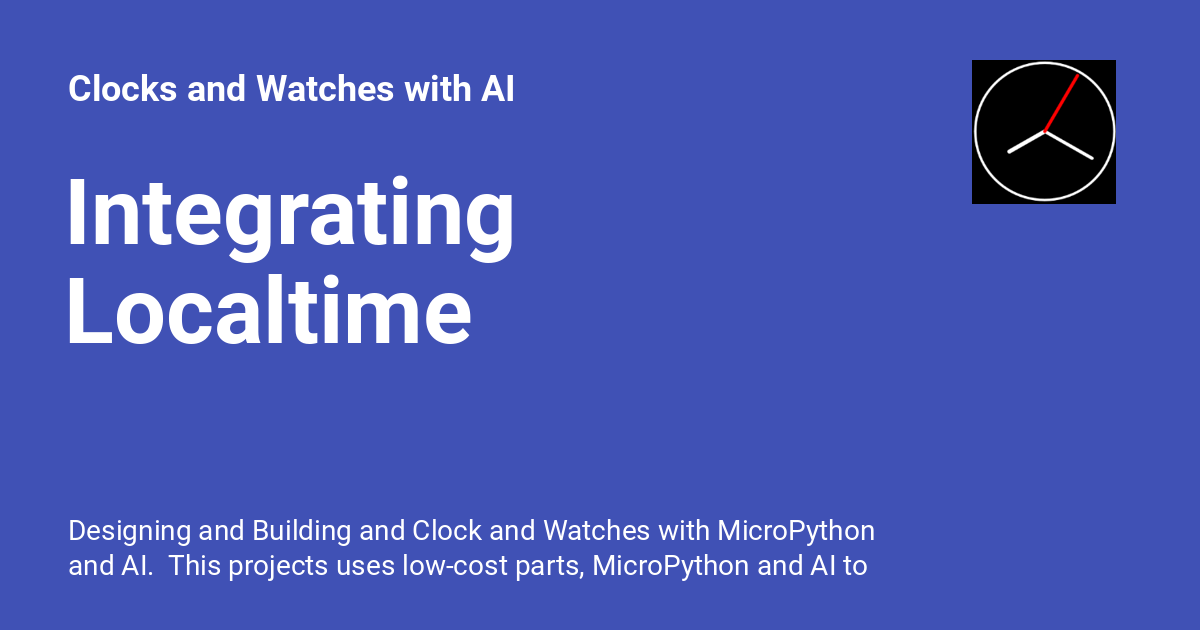 Clocks and Watches with AI
Integrating
Localtime
Designing and Building and Clock and Watches with MicroPython
and AI.  This projects uses low-cost parts, MicroPython and AI to